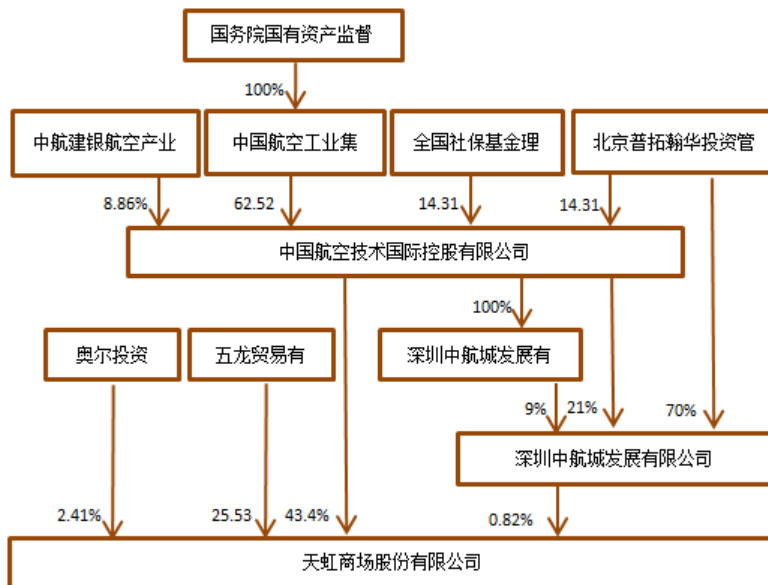 国务院国有资产监督
100%
中航建银航空产业
中国航空工业集
全国社保基金理
北京普拓瀚华投资管
8.86%
62.52
14.31
14.31
中国航空技术国际控股有限公司
100%
奥尔投资
五龙贸易有
深圳中航城发展有
9%
21%
70%
深圳中航城发展有限公司
2.41%
25.53
43.4%
0.82%
天虹商场股份有限公司